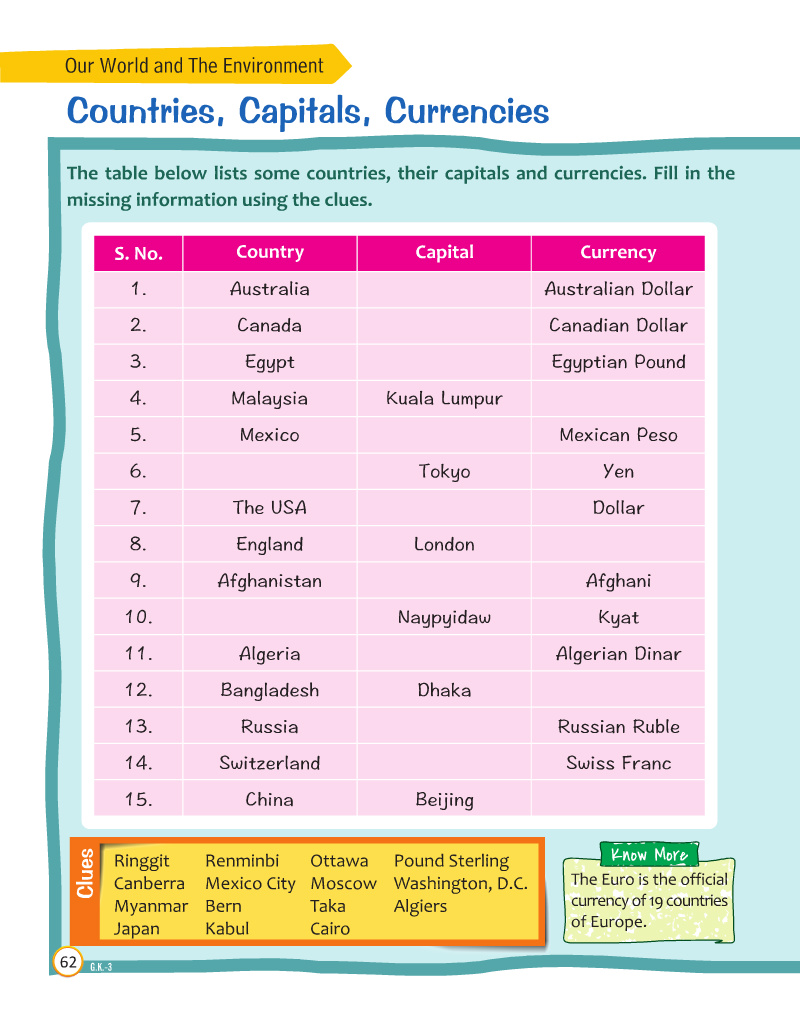 Our World and The Environment
Countries, Capitals, Currencies
The table below lists some countries, their capitals and currencies. Fill in the
missing information using the clues.
S. No. Country Capital Currency
1. Australia Australian Dollar
2. Canada Canadian Dollar
3. Egypt Egyptian Pound
4. Malaysia Kuala Lumpur
5. Mexico Mexican Peso
6. Tokyo Yen
7. The USA Dollar
8. England London
9. Afghanistan Afghani
10. Naypyidaw Kyat
11. Algeria Algerian Dinar
12. Bangladesh Dhaka
13. Russia Russian Ruble
14. Switzerland Swiss Franc
15. China Beijing
Clues
Ringgit Renminbi Ottawa Pound Sterling
Canberra Mexico City Moscow Washington, D.C.
Myanmar Bern Taka Algiers
Japan Kabul Cairo
Know More
The Euro is the official
currency of 19 countries
of Europe.
62 G.K.-3